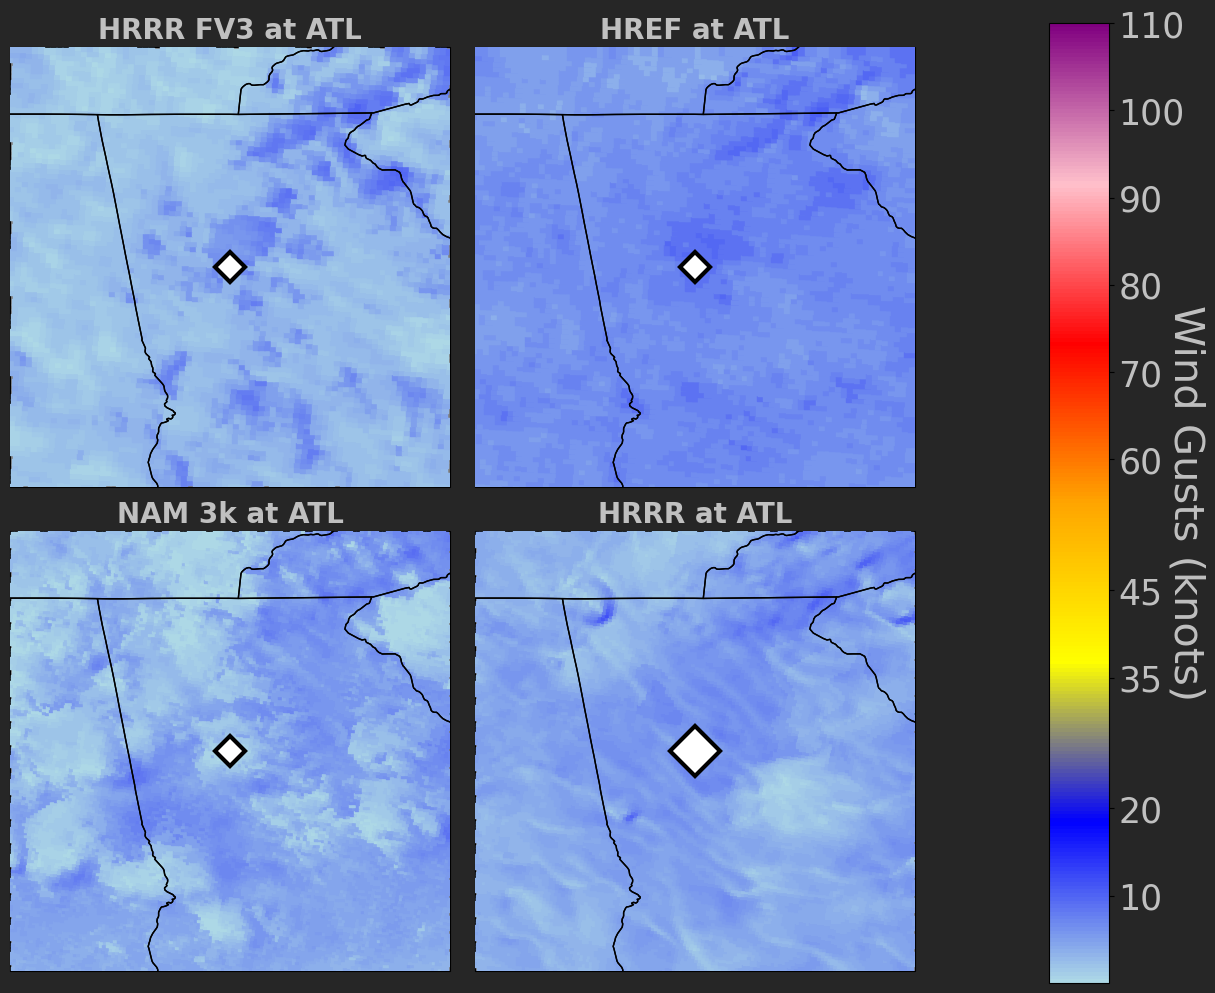 HRRR FV3 at ATL
HREF at ATL
NAM 3k at ATL
HRRR at ATL
110
100
90
80
70
60
45
35
20
10
Wind Gusts (knots)